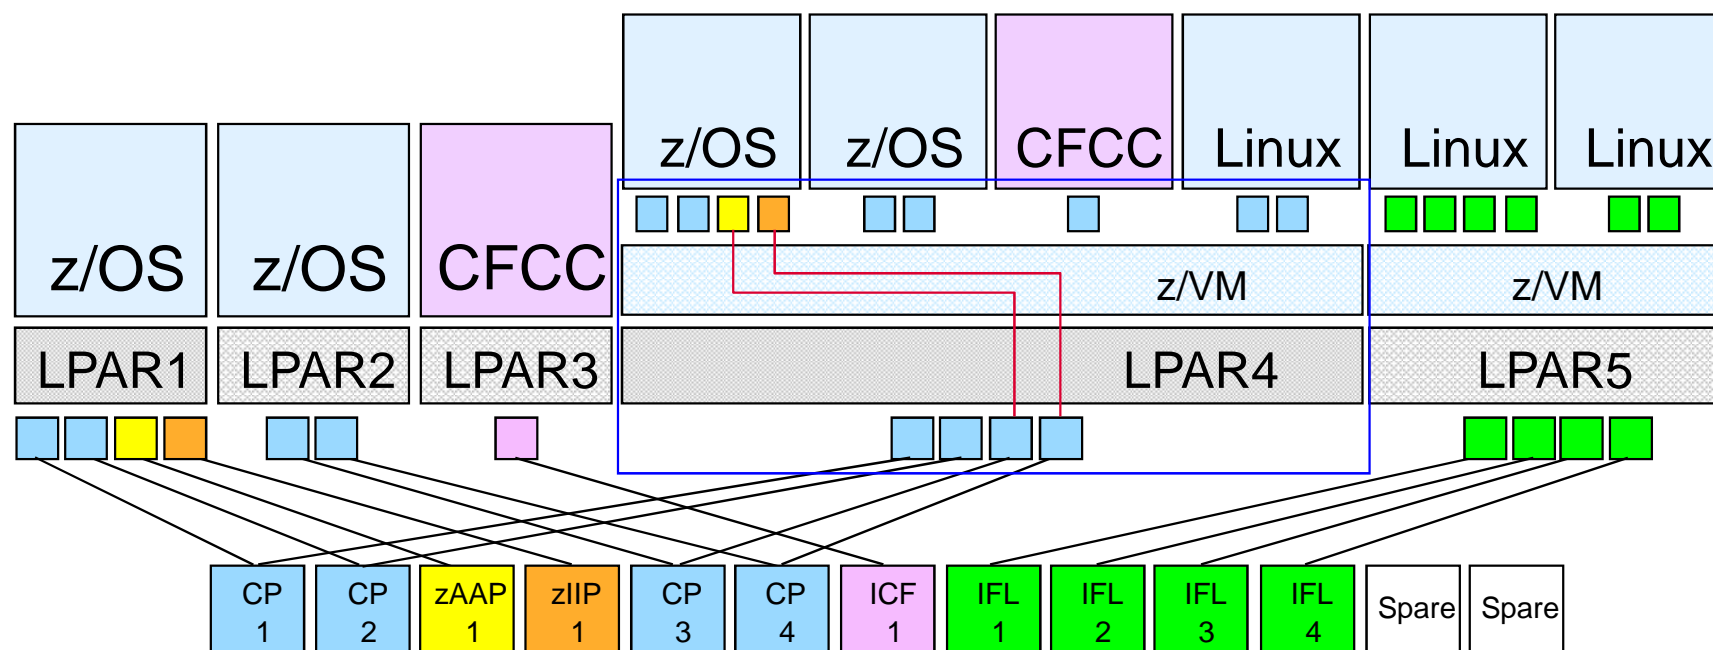 z/OS
z/OS
CFCC
Linux
Linux
Linux
z/OS
z/OS
CFCC
z/VM
z/VM
LPAR1
LPAR2
LPAR3
LPAR4
LPAR5
CP
1
CP
2
zAAP
1
zIIP
1
CP
3
CP
4
ICF
1
IFL
1
IFL
2
IFL
3
IFL
4
Spare
Spare